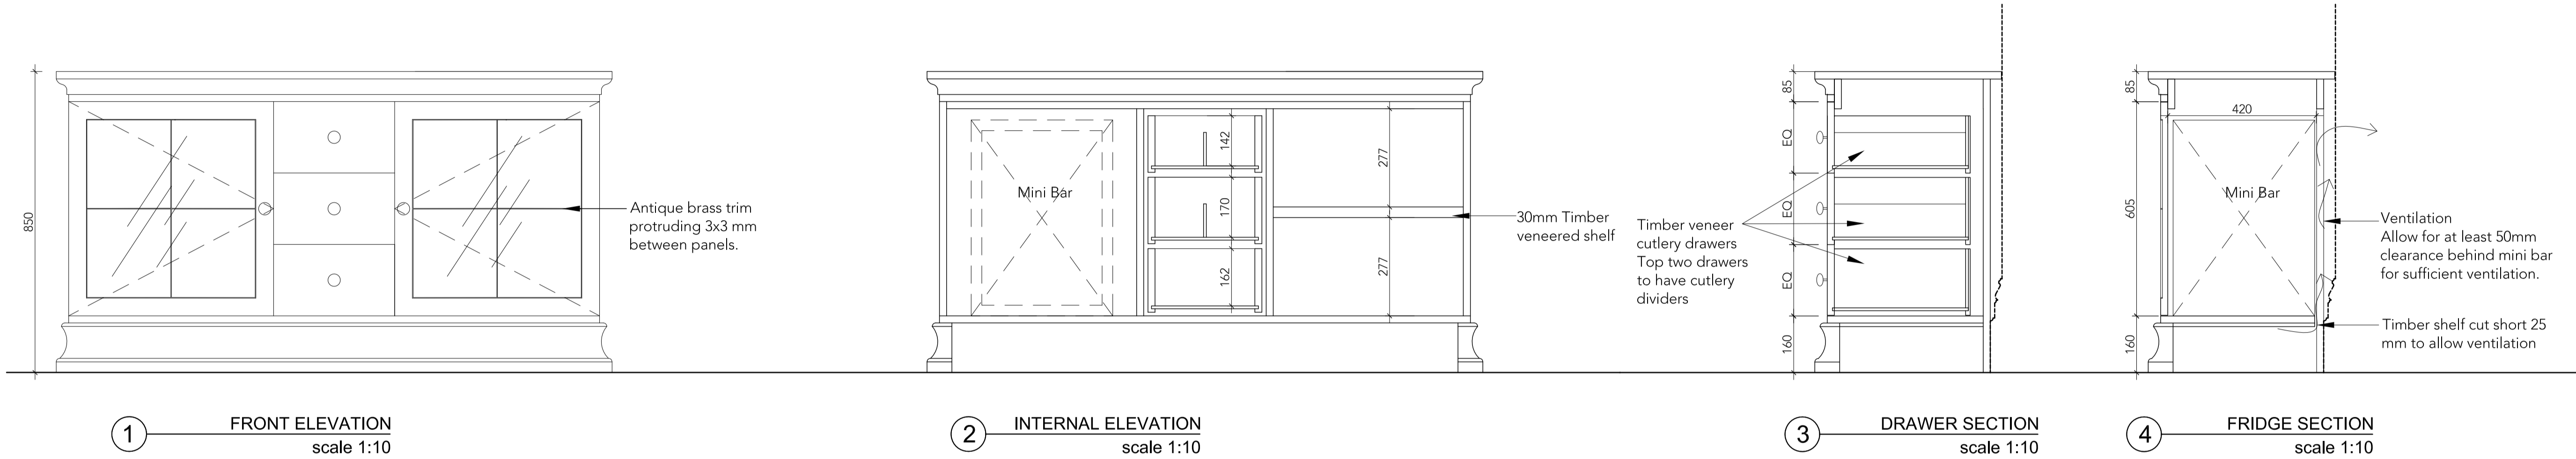 850
Antique brass trim
protruding 3x3 mm
between panels.
1
FRONT ELEVATION
scale 1:10
Mini Bar
142
170
162
277
277
30mm Timber
veneered shelf
2
INTERNAL ELEVATION
scale 1:10
Timber veneer
cutlery drawers
Top two drawers
to have cutlery
dividers
85
EQ
EQ
EQ
160
3
DRAWER SECTION
scale 1:10
85
605
160
420
Mini Bar
Ventilation
Allow for at least 50mm
clearance behind mini bar
for sufficient ventilation.
Timber shelf cut short 25
mm to allow ventilation
4
FRIDGE SECTION
scale 1:10